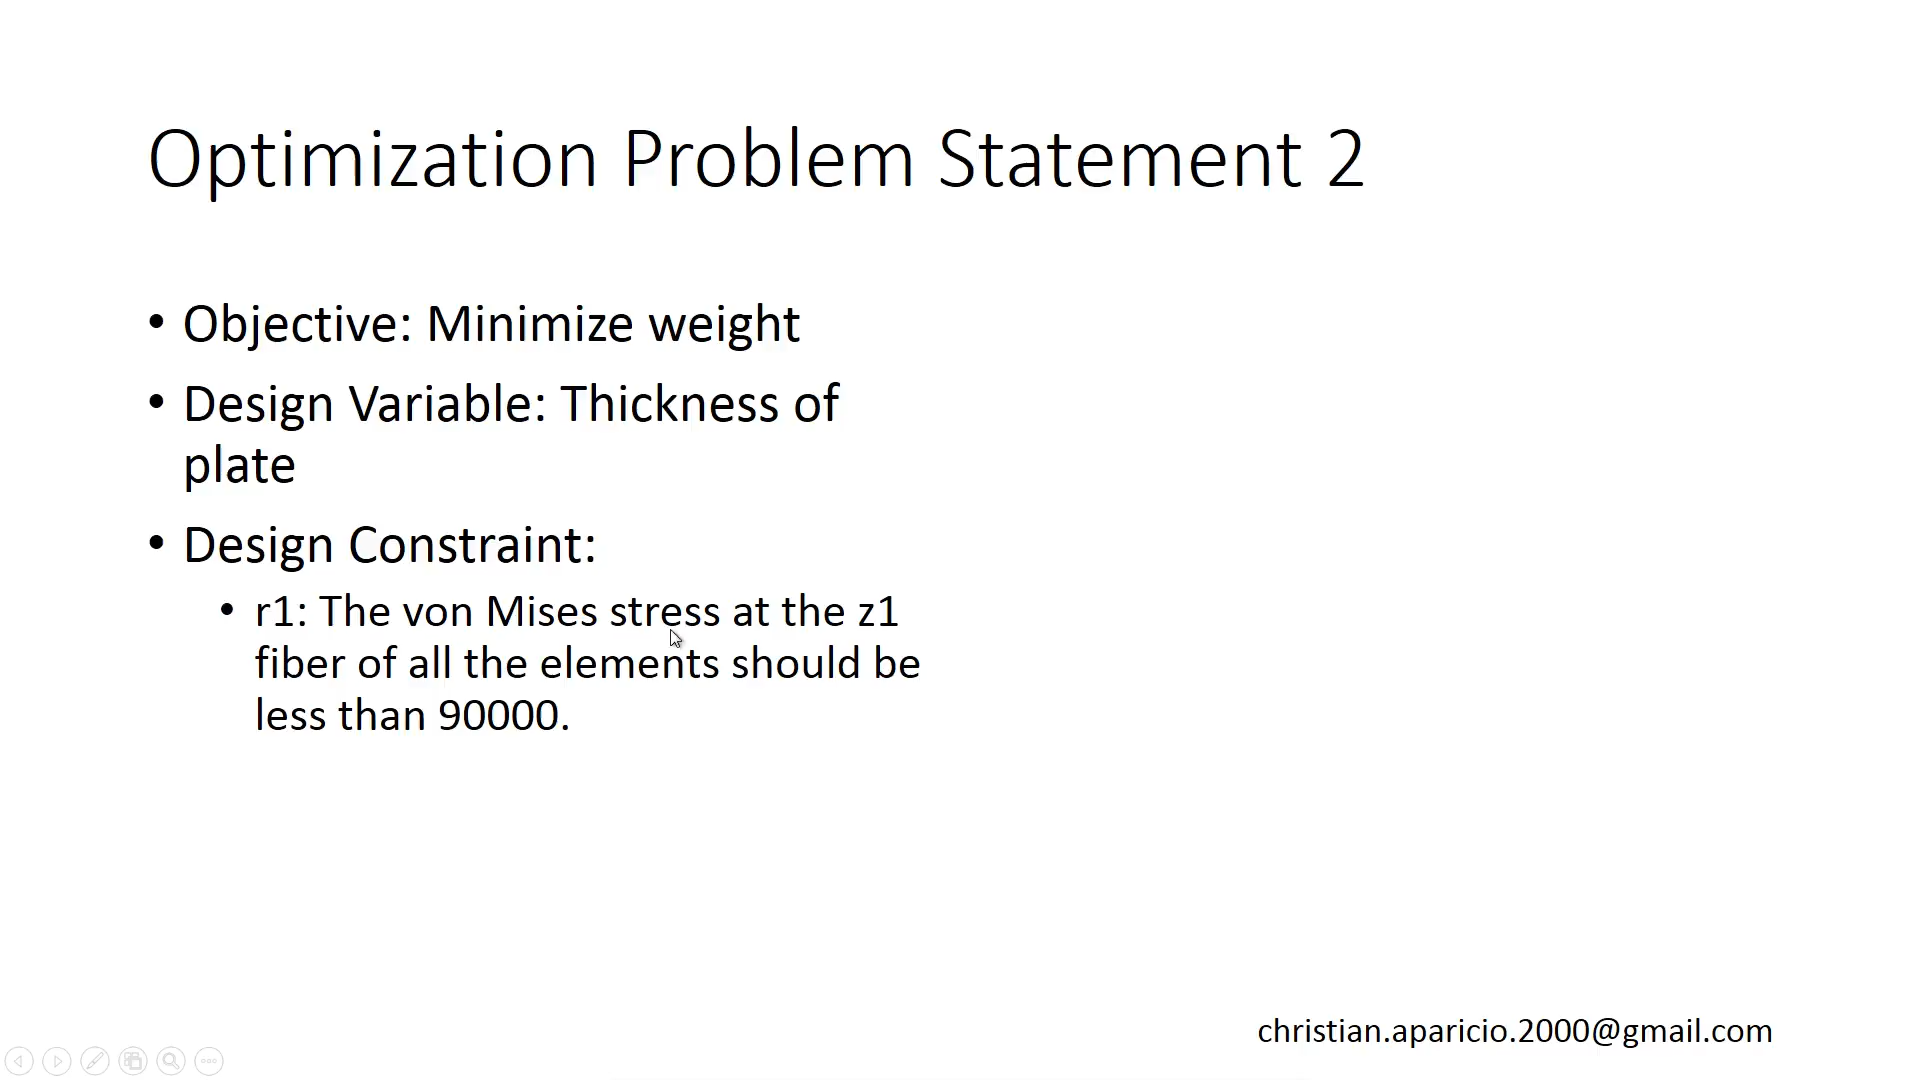 Optimization Problem Statement 2
• Objective: Minimize weight
• Design Variable: Thickness of
plate
• Design Constraint:
• r1: The von Mises stress at the z1
fiber of all the elements should be
less than 90000.
christian.aparicio.2000@gmail.com